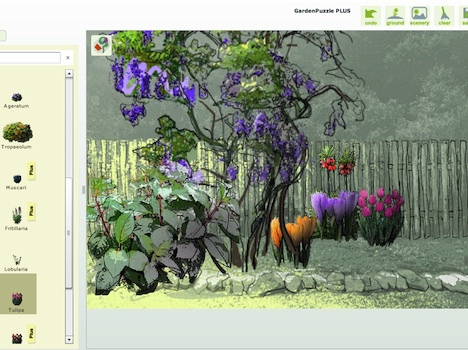 GardenPuzzle PLUS
undo
ground
scenery
clear
Ageratum
Tropaeolum
Plus
Muscari
Plus
Fritillaria
Lobularia
Tulipa
Plus